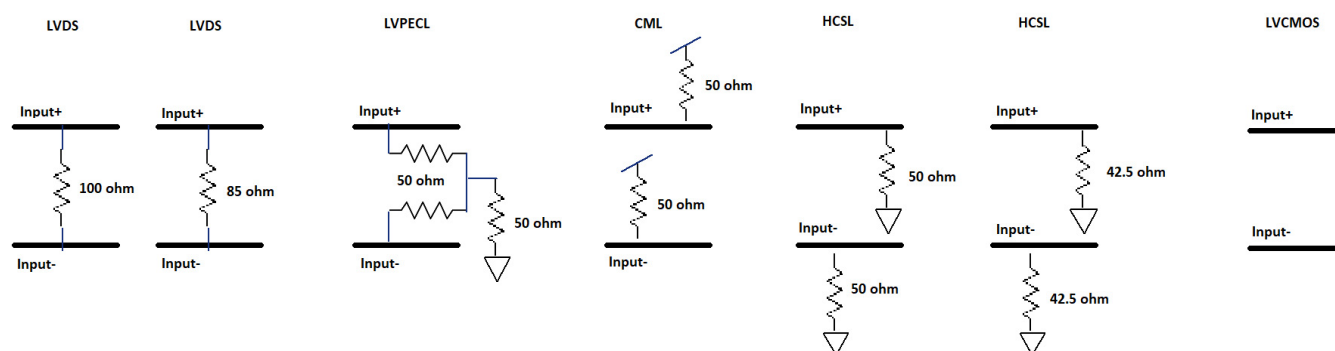 LVDS
LVDS
LVPECL
CML
HCSL
HCSL
LVCMOS
Input+
100 ohm
Input-
Input+
85 ohm
Input-
Input+
50 ohm
50 ohm
Input-
50 ohm
Input+
50 ohm
Input-
Input+
50 ohm
Input-
50 ohm
Input+
42.5 ohm
Input-
42.5 ohm
Input+
Input-